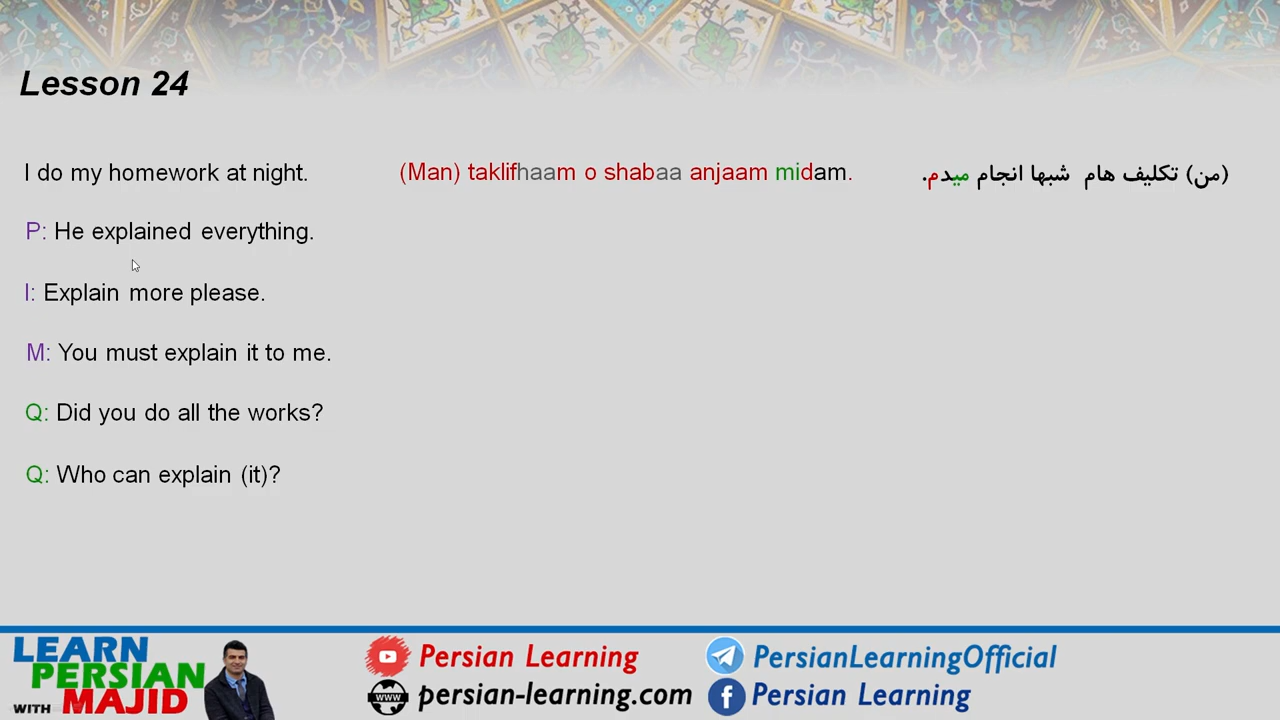 Lesson 24
I do my homework at night. (Man) taklifhaam o shabaa anjaam midam. (من) تکلیف هام شبها انجام میدم.
P: He explained everything.
I: Explain more please.
M: You must explain it to me.
Q: Did you do all the works?
Q: Who can explain (it)?
LEARN
PERSIAN
WITH MAJID
Persian Learning
PersianLearningOfficial
www persian-learning.com
Persian Learning